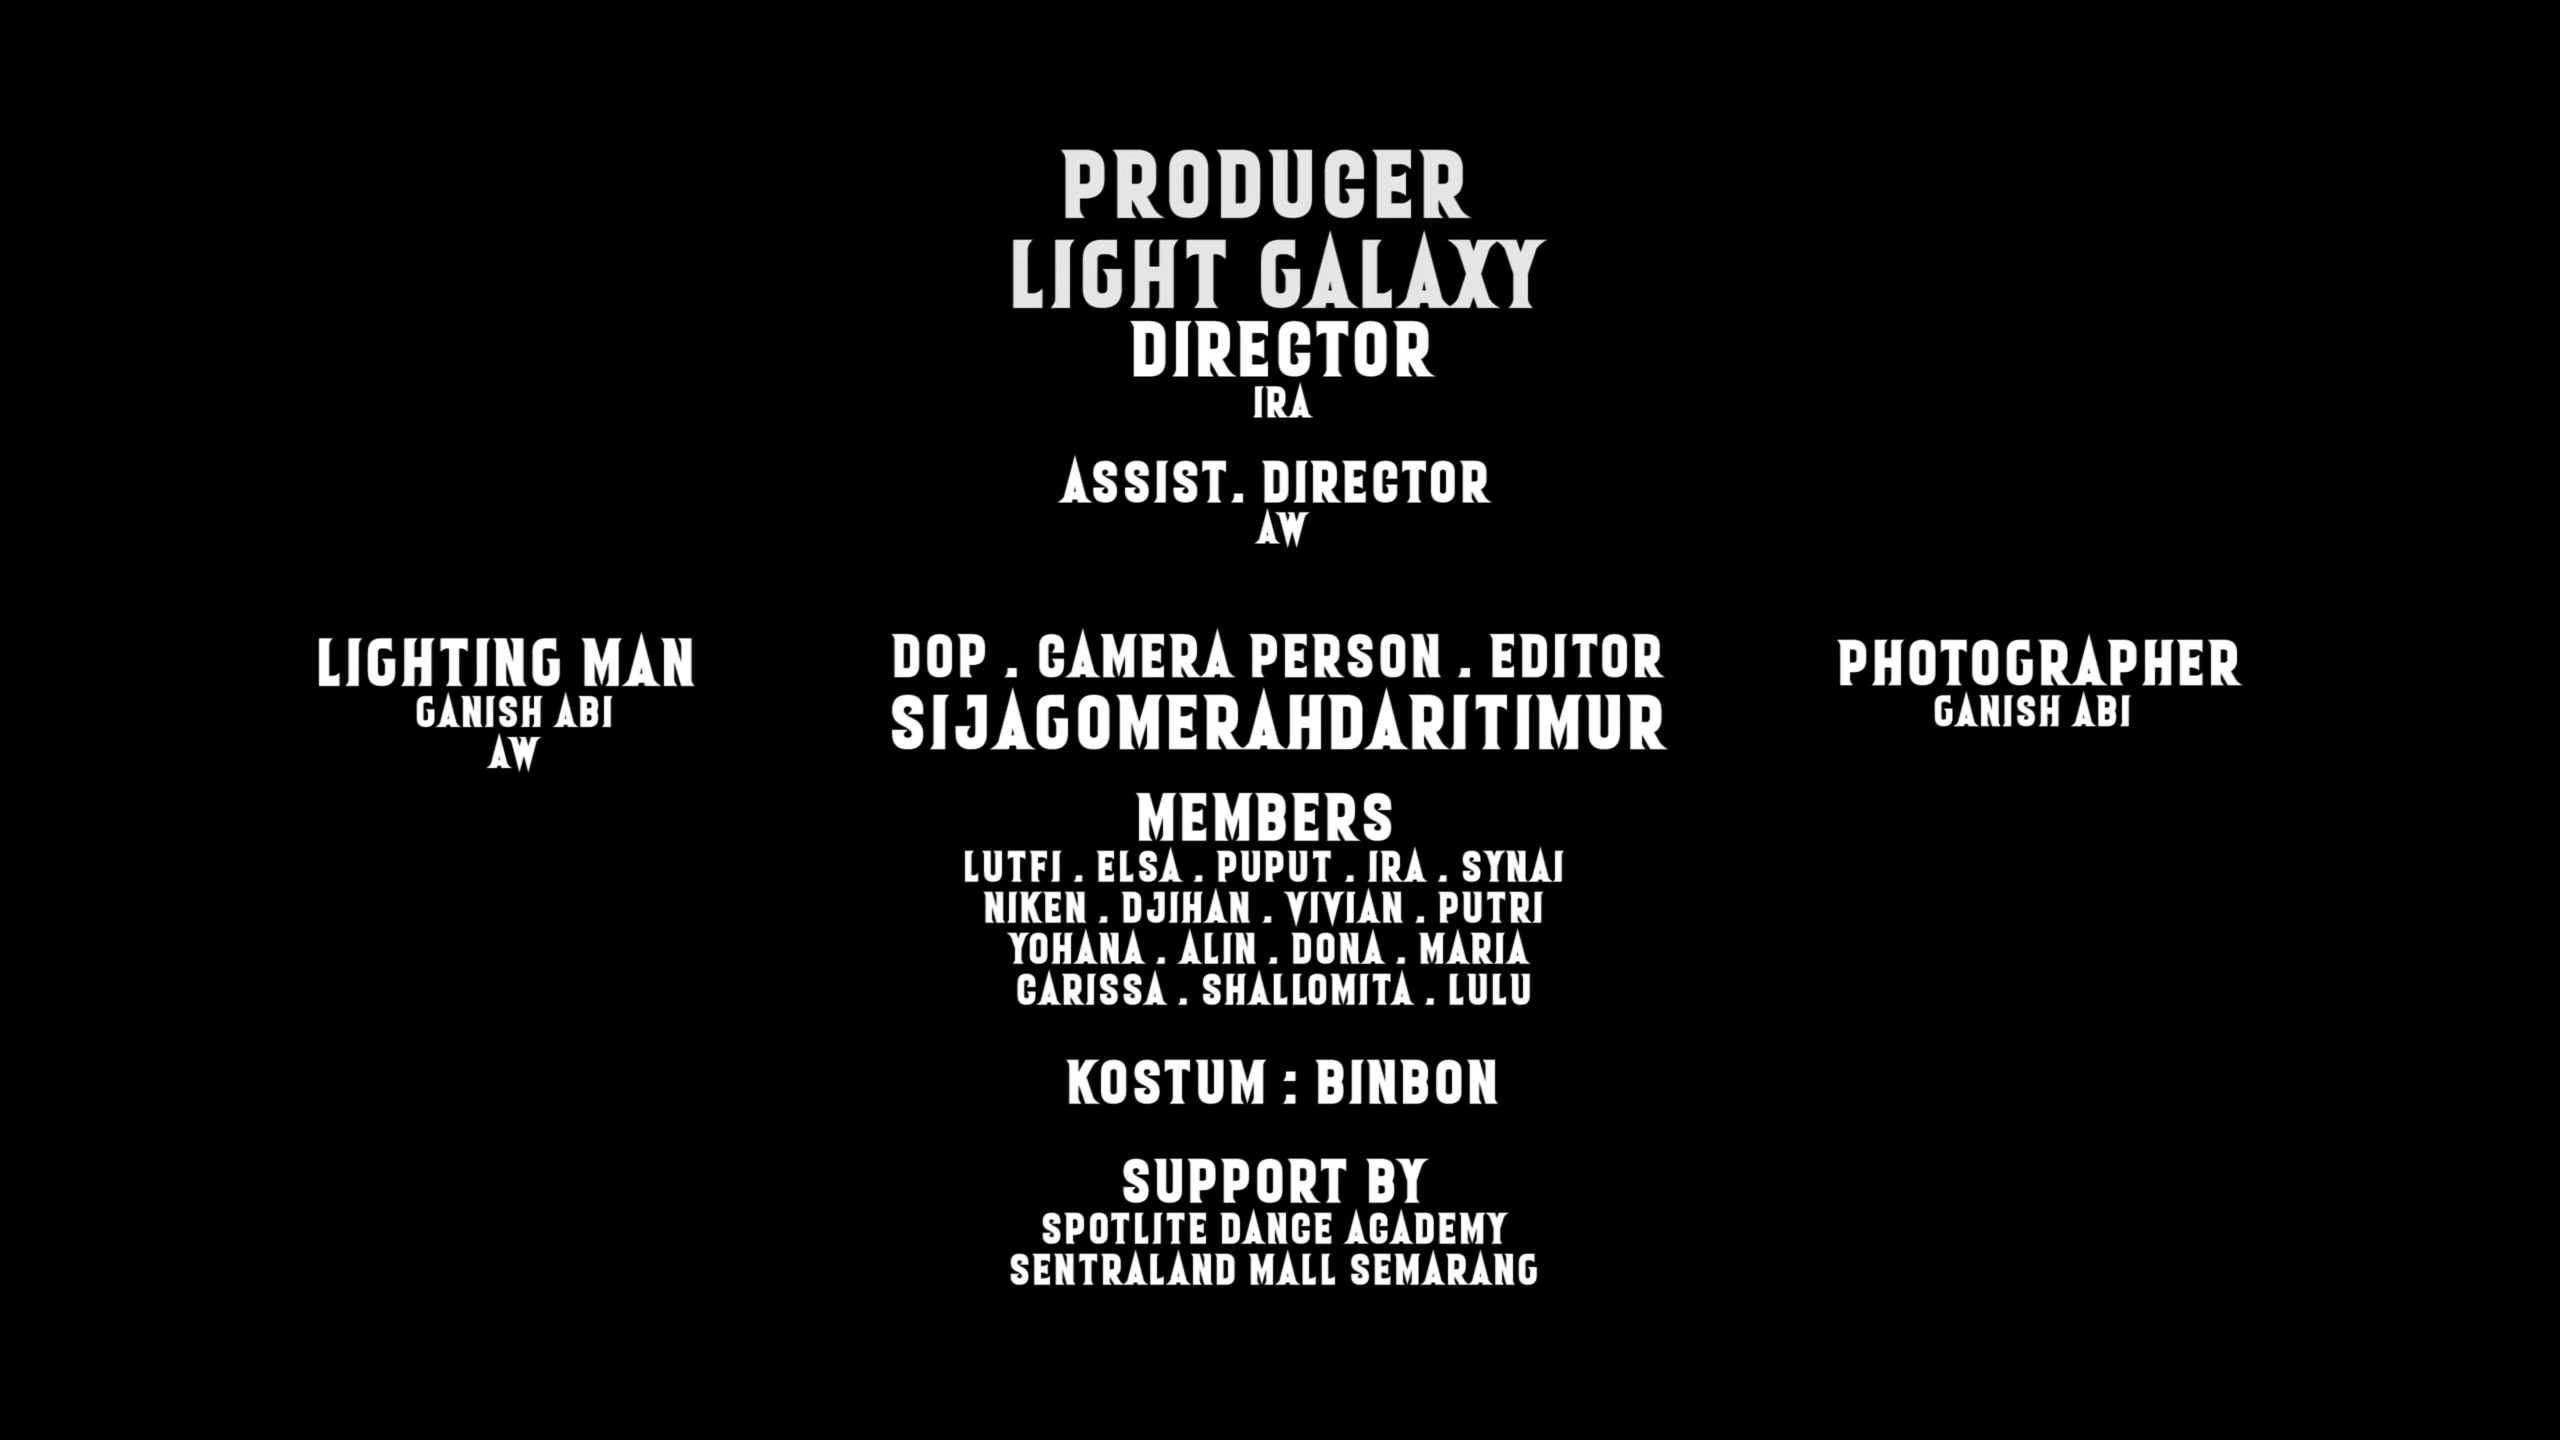 PRODUCER
LIGHT GALAXY
DIRECTOR
IRA
ASSIST. DIRECTOR
AW
LIGHTING MAN
GANISH ABI
AW
DOP . CAMERA PERSON . EDITOR
SIJAGOMERAHDARITIMUR
PHOTOGRAPHER
GANISH ABI
MEMBERS
LUTFI . ELSA . PUPUT . IRA . SYNAI
NIKEN . DJIHAN . VIVIAN . PUTRI
YOHANA . ALIN . DONA . MARIA
CARISSA . SHALLOMITA . LULU
KOSTUM : BINBON
SUPPORT BY
SPOTLITE DANCE ACADEMY
SENTRALAND MALL SEMARANG